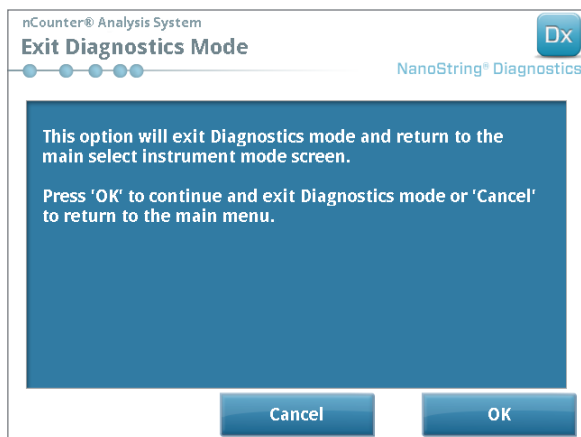 nCounter® Analysis System
Exit Diagnostics Mode
Dx
NanoString® Diagnostics
This option will exit Diagnostics mode and return to the
main select instrument mode screen.
Press 'OK' to continue and exit Diagnostics mode or 'Cancel'
to return to the main menu.
Cancel
OK